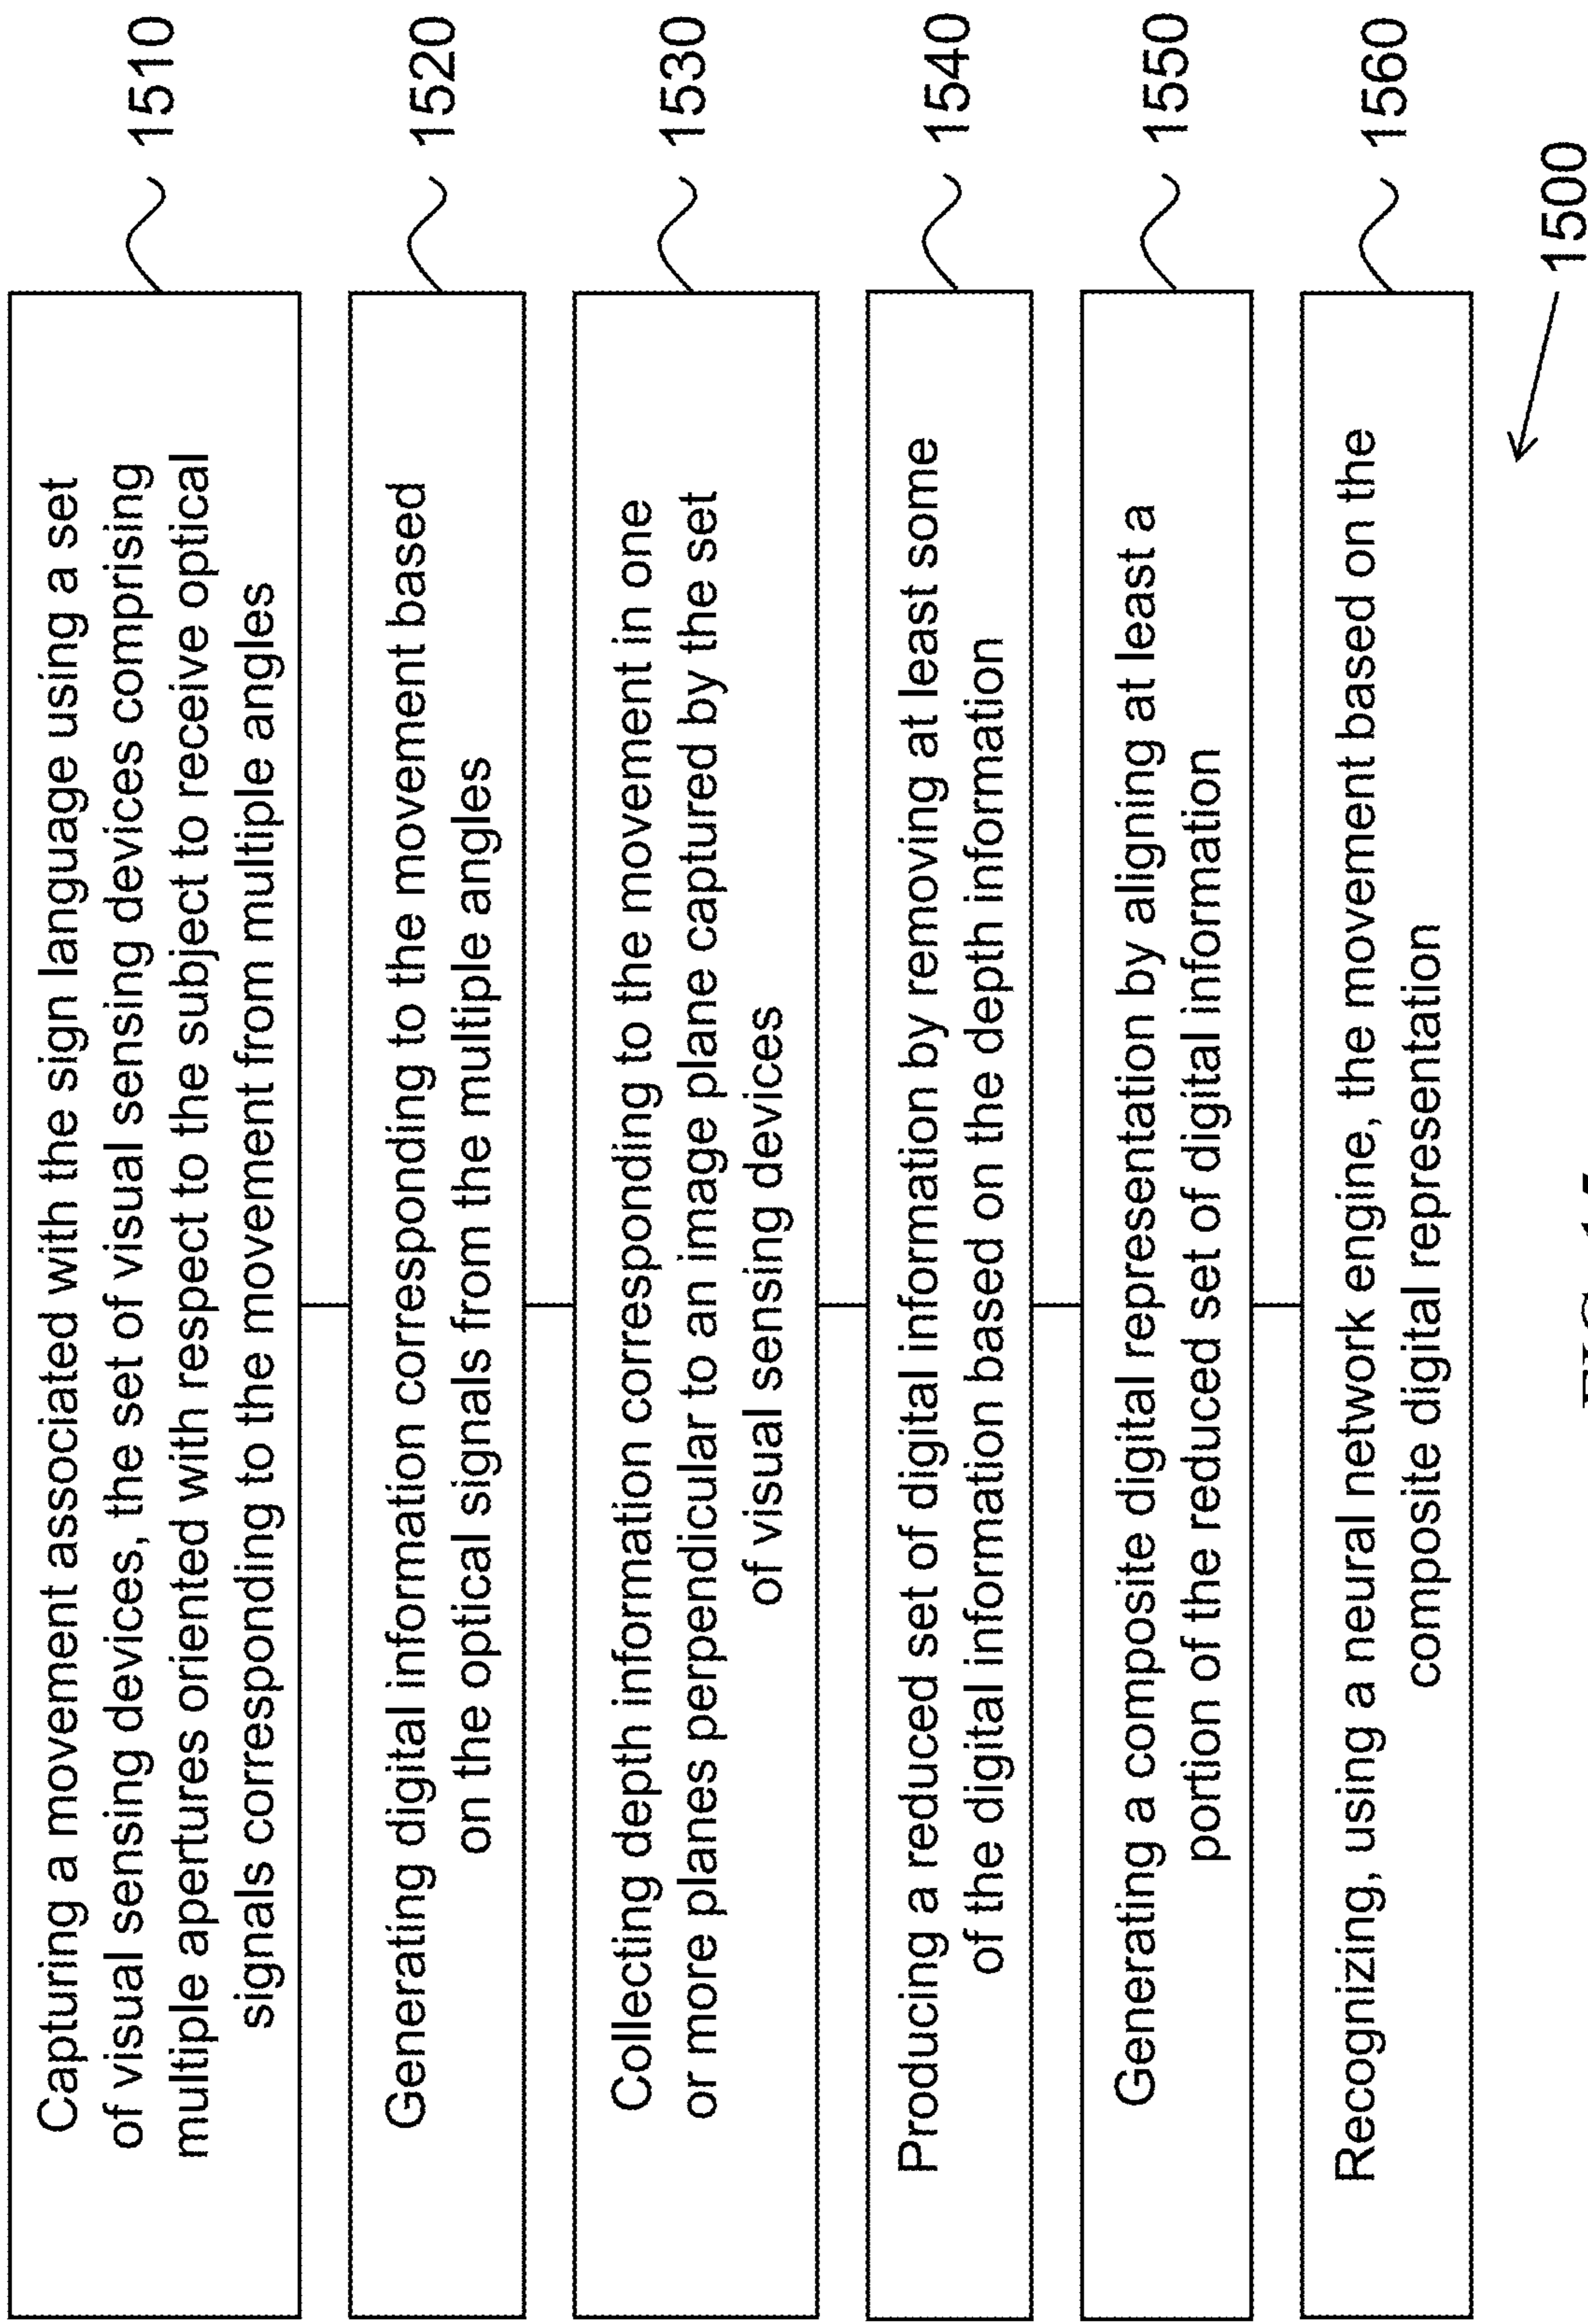 Capturing a movement associated with the sign language using a set
of visual sensing devices, the set of visual sensing devices comprising
multiple apertures oriented with respect to the subject to receive optical
signals corresponding to the movement from multiple angles
1510
Generating digital information corresponding to the movement based
on the optical signals from the multiple angles
1520
Collecting depth information corresponding to the movement in one
or more planes perpendicular to an image plane captured by the set
of visual sensing devices
1530
Producing a reduced set of digital information by removing at least some
of the digital information based on the depth information
1540
Generating a composite digital representation by aligning at least a
portion of the reduced set of digital information
1550
Recognizing, using a neural network engine, the movement based on the
composite digital representation
1560
1500